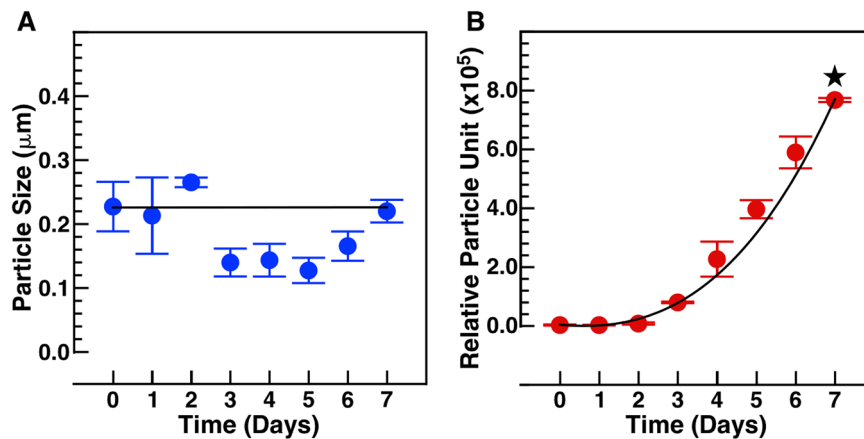 A
Particle Size (μm)
0.4
0.3
0.2
0.1
0.0
0 1 2 3 4 5 6 7
Time (Days)
B
Relative Particle Unit (x10⁵)
8.0
6.0
4.0
2.0
0.0
0 1 2 3 4 5 6 7
Time (Days)